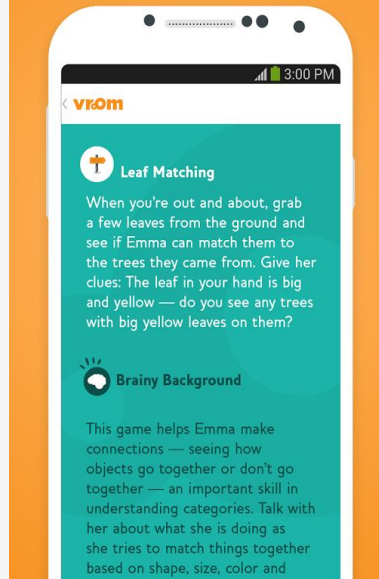 3:00 PM
vroom
Leaf Matching
When you're out and about, grab
a few leaves from the ground and
see if Emma can match them to
the trees they came from. Give her
clues: The leaf in your hand is big
and yellow — do you see any trees
with big yellow leaves on them?
Brainy Background
This game helps Emma make
connections — seeing how
objects go together or don't go
together — an important skill in
understanding categories. Talk with
her about what she is doing as
she tries to match things together
based on shape, size, color and